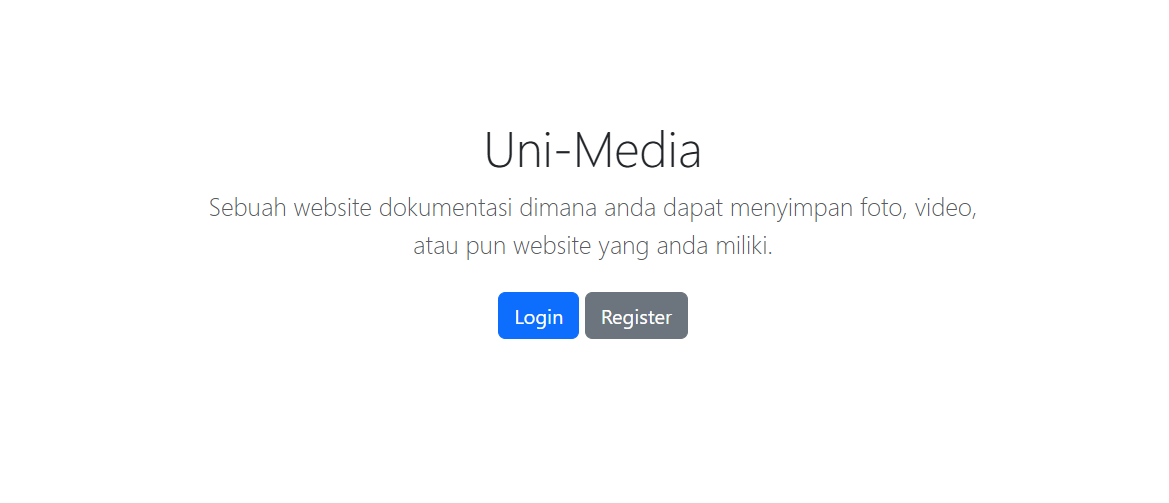 Uni-Media
Sebuah website dokumentasi dimana anda dapat menyimpan foto, video,
atau pun website yang anda miliki.
Login Register